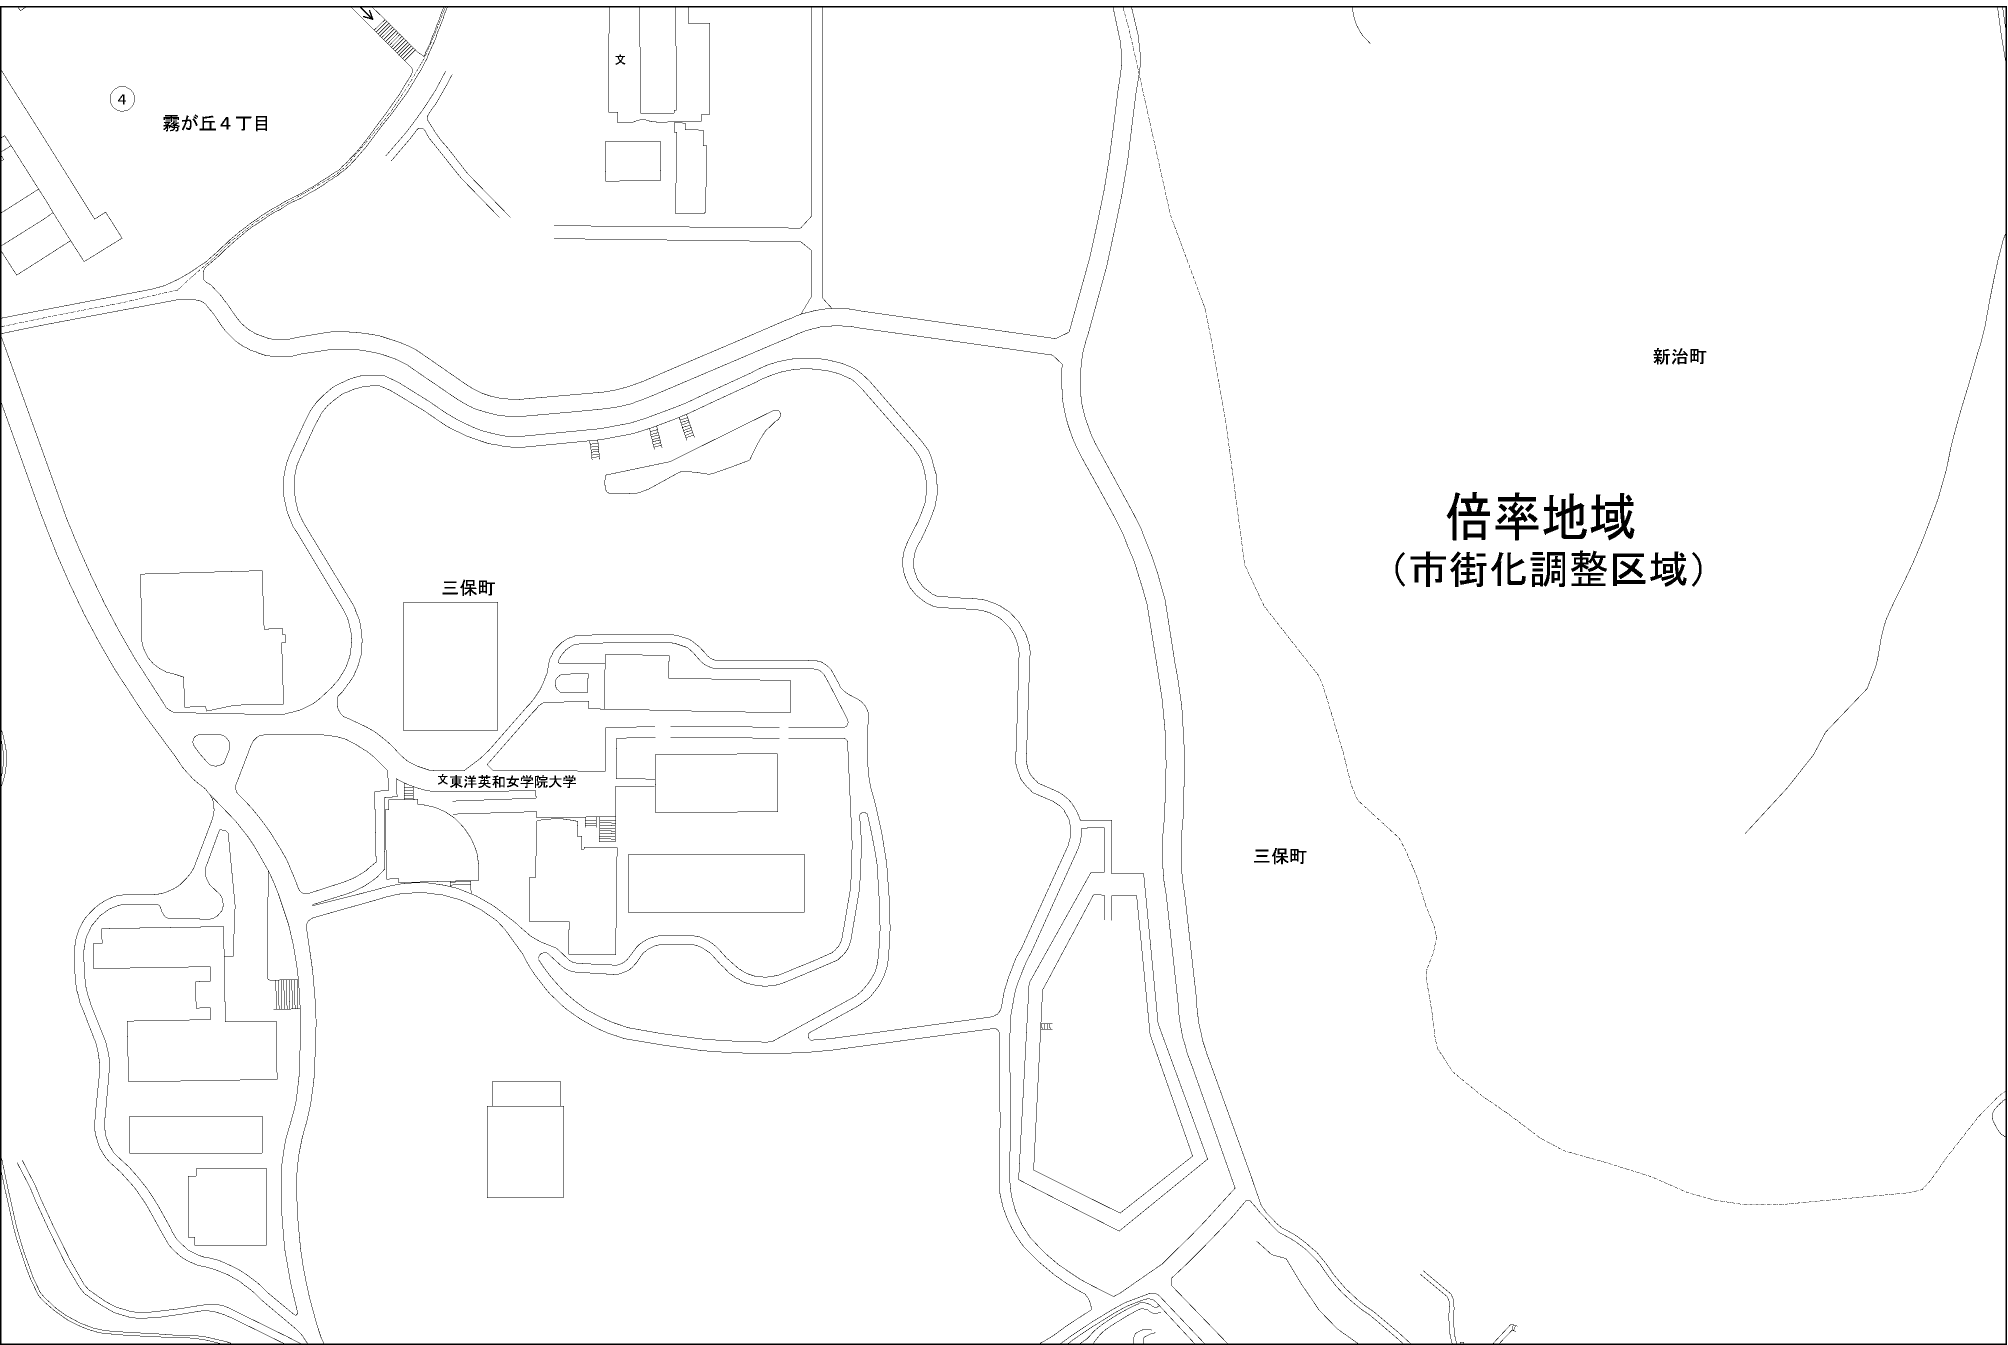 文
4
霧が丘４丁目
新治町
倍率地域
（市街化調整区域）
三保町
文東洋英和女学院大学
三保町